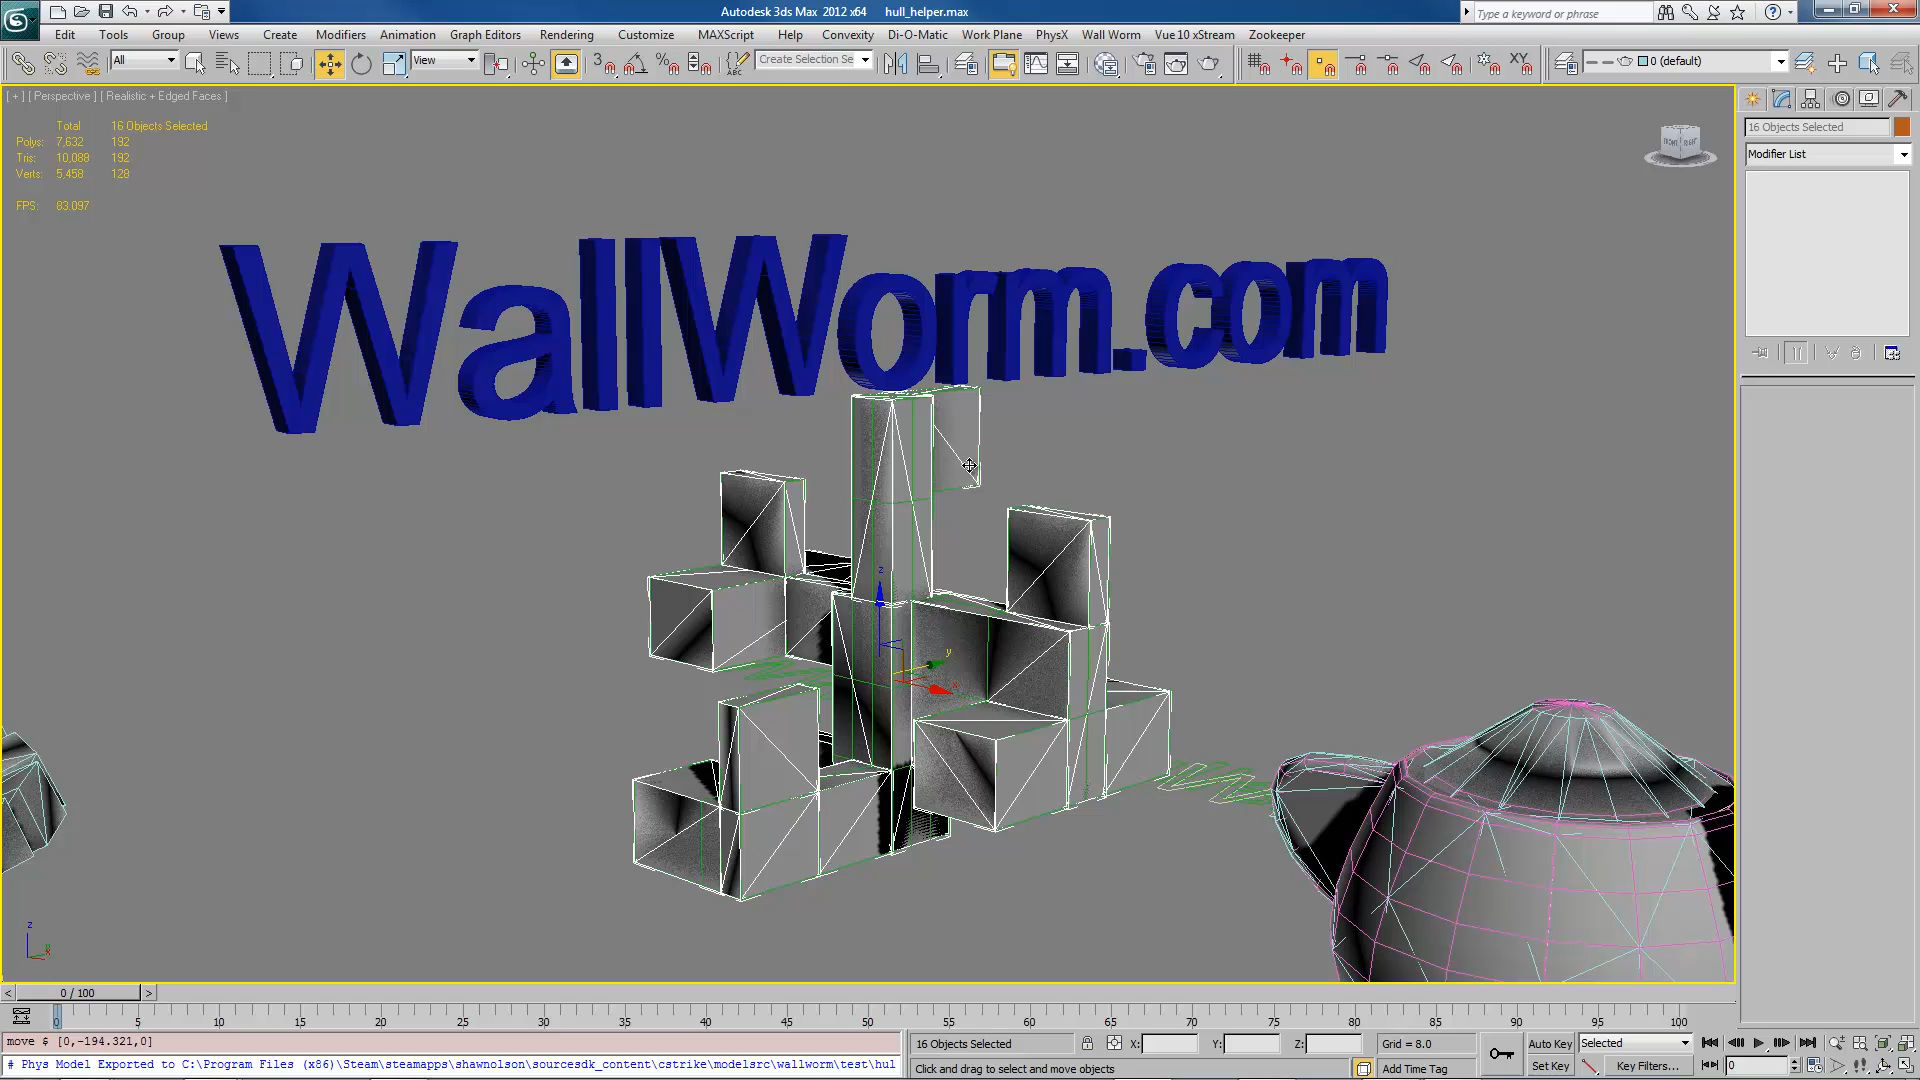 Autodesk 3ds Max 2012 x64 hull_helper.max
Type a keyword or phrase
Edit Tools Group Views Create Modifiers Animation Graph Editors Rendering Customize MAXScript Help Convexity Di-O-Matic Work Plane PhysX Wall Worm Vue 10 xStream Zookeeper
All View 3 Create Selection Se XY 0 (default)
[ + ] [ Perspective ] [ Realistic + Edged Faces ]
Total 16 Objects Selected
Polys: 7,632 192
Tris: 10,088 192
Verts: 5,458 128
FPS: 83.097
16 Objects Selected
Modifier List
FRONT RIGHT
WallWorm.com
z
y
x
z
0 / 100
0 5 10 15 20 25 30 35 40 45 50 55 60 65 70 75 80 85 90 95 100
move $ [0,-194.321,0]
# Phys Model Exported to C:\Program Files (x86)\Steam\steamapps\shawnolson\sourcesdk_content\cstrike\modelsrc\wallworm\test\hul
16 Objects Selected X: Y: Z: Grid = 8.0
Click and drag to select and move objects Add Time Tag
Auto Key Selected
Set Key Key Filters... 0